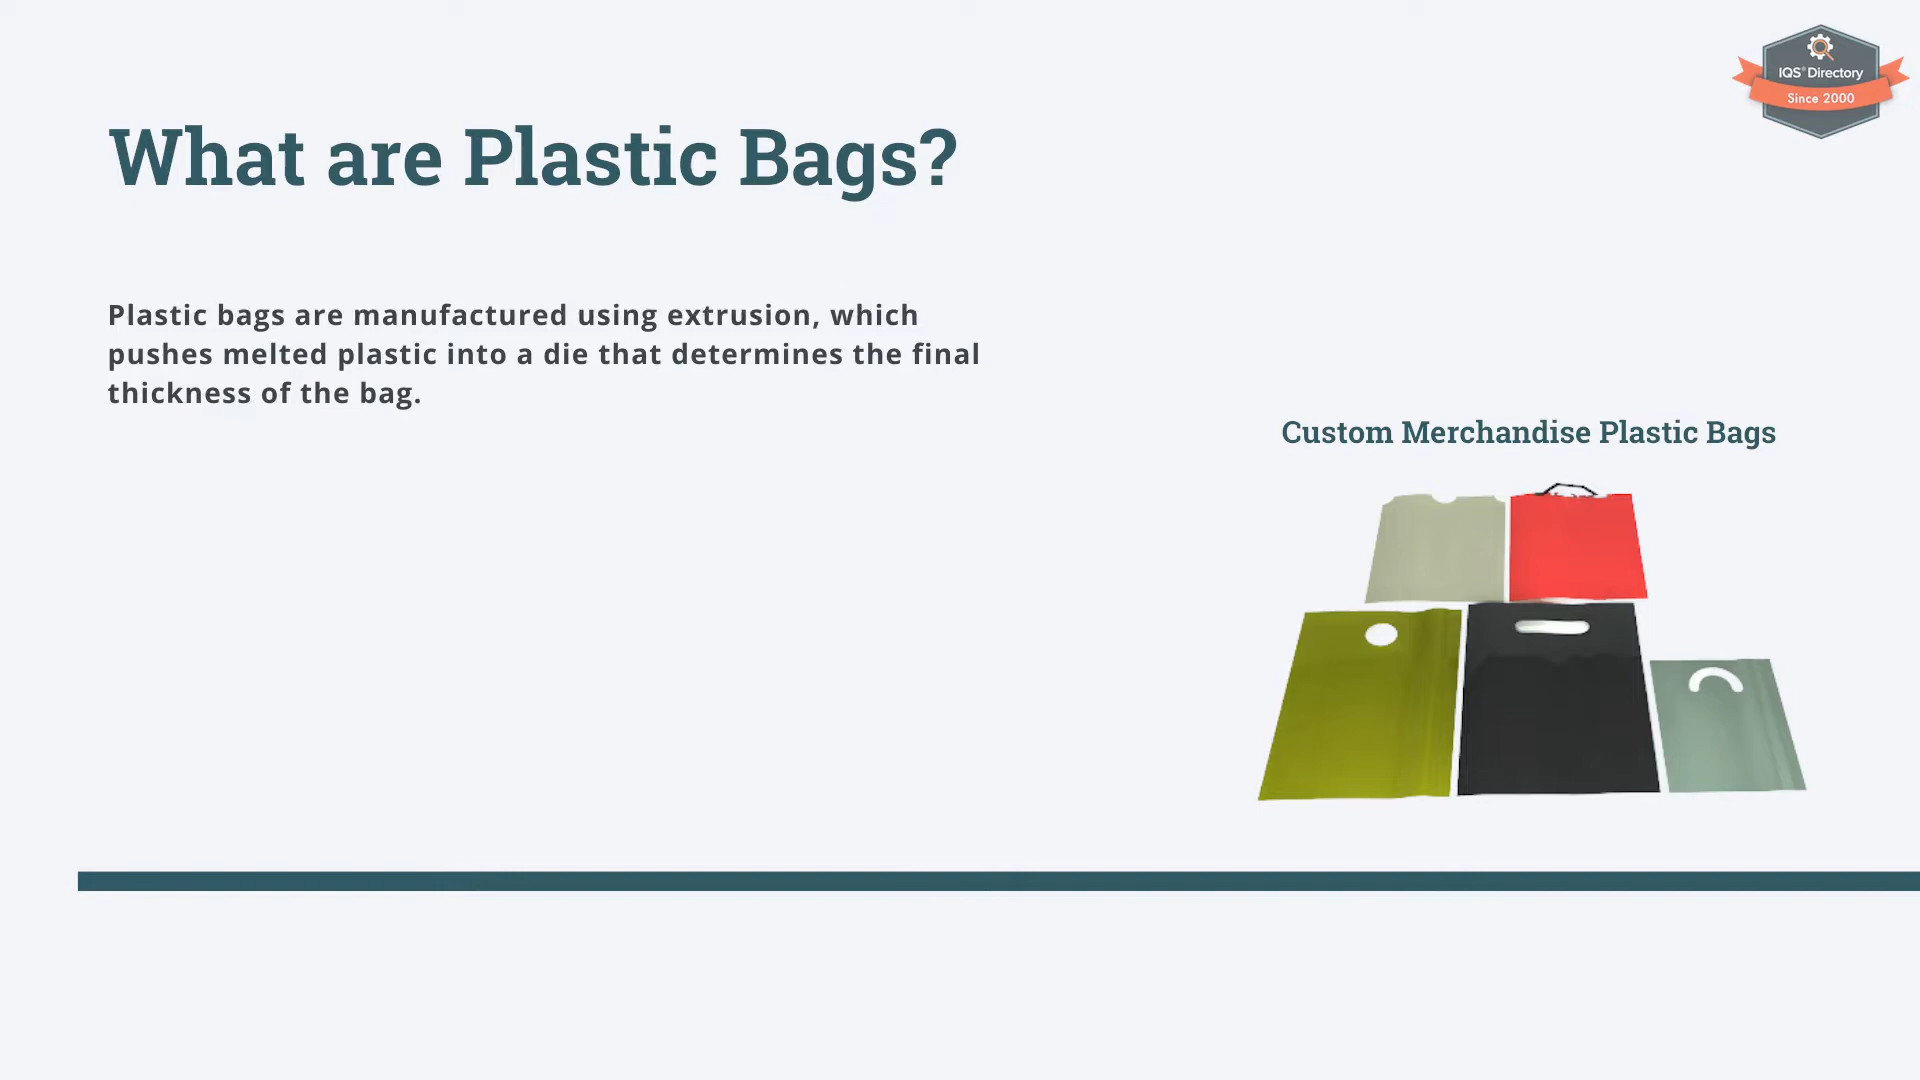 IQS® Directory
Since 2000
What are Plastic Bags?
Plastic bags are manufactured using extrusion, which
pushes melted plastic into a die that determines the final
thickness of the bag.
Custom Merchandise Plastic Bags